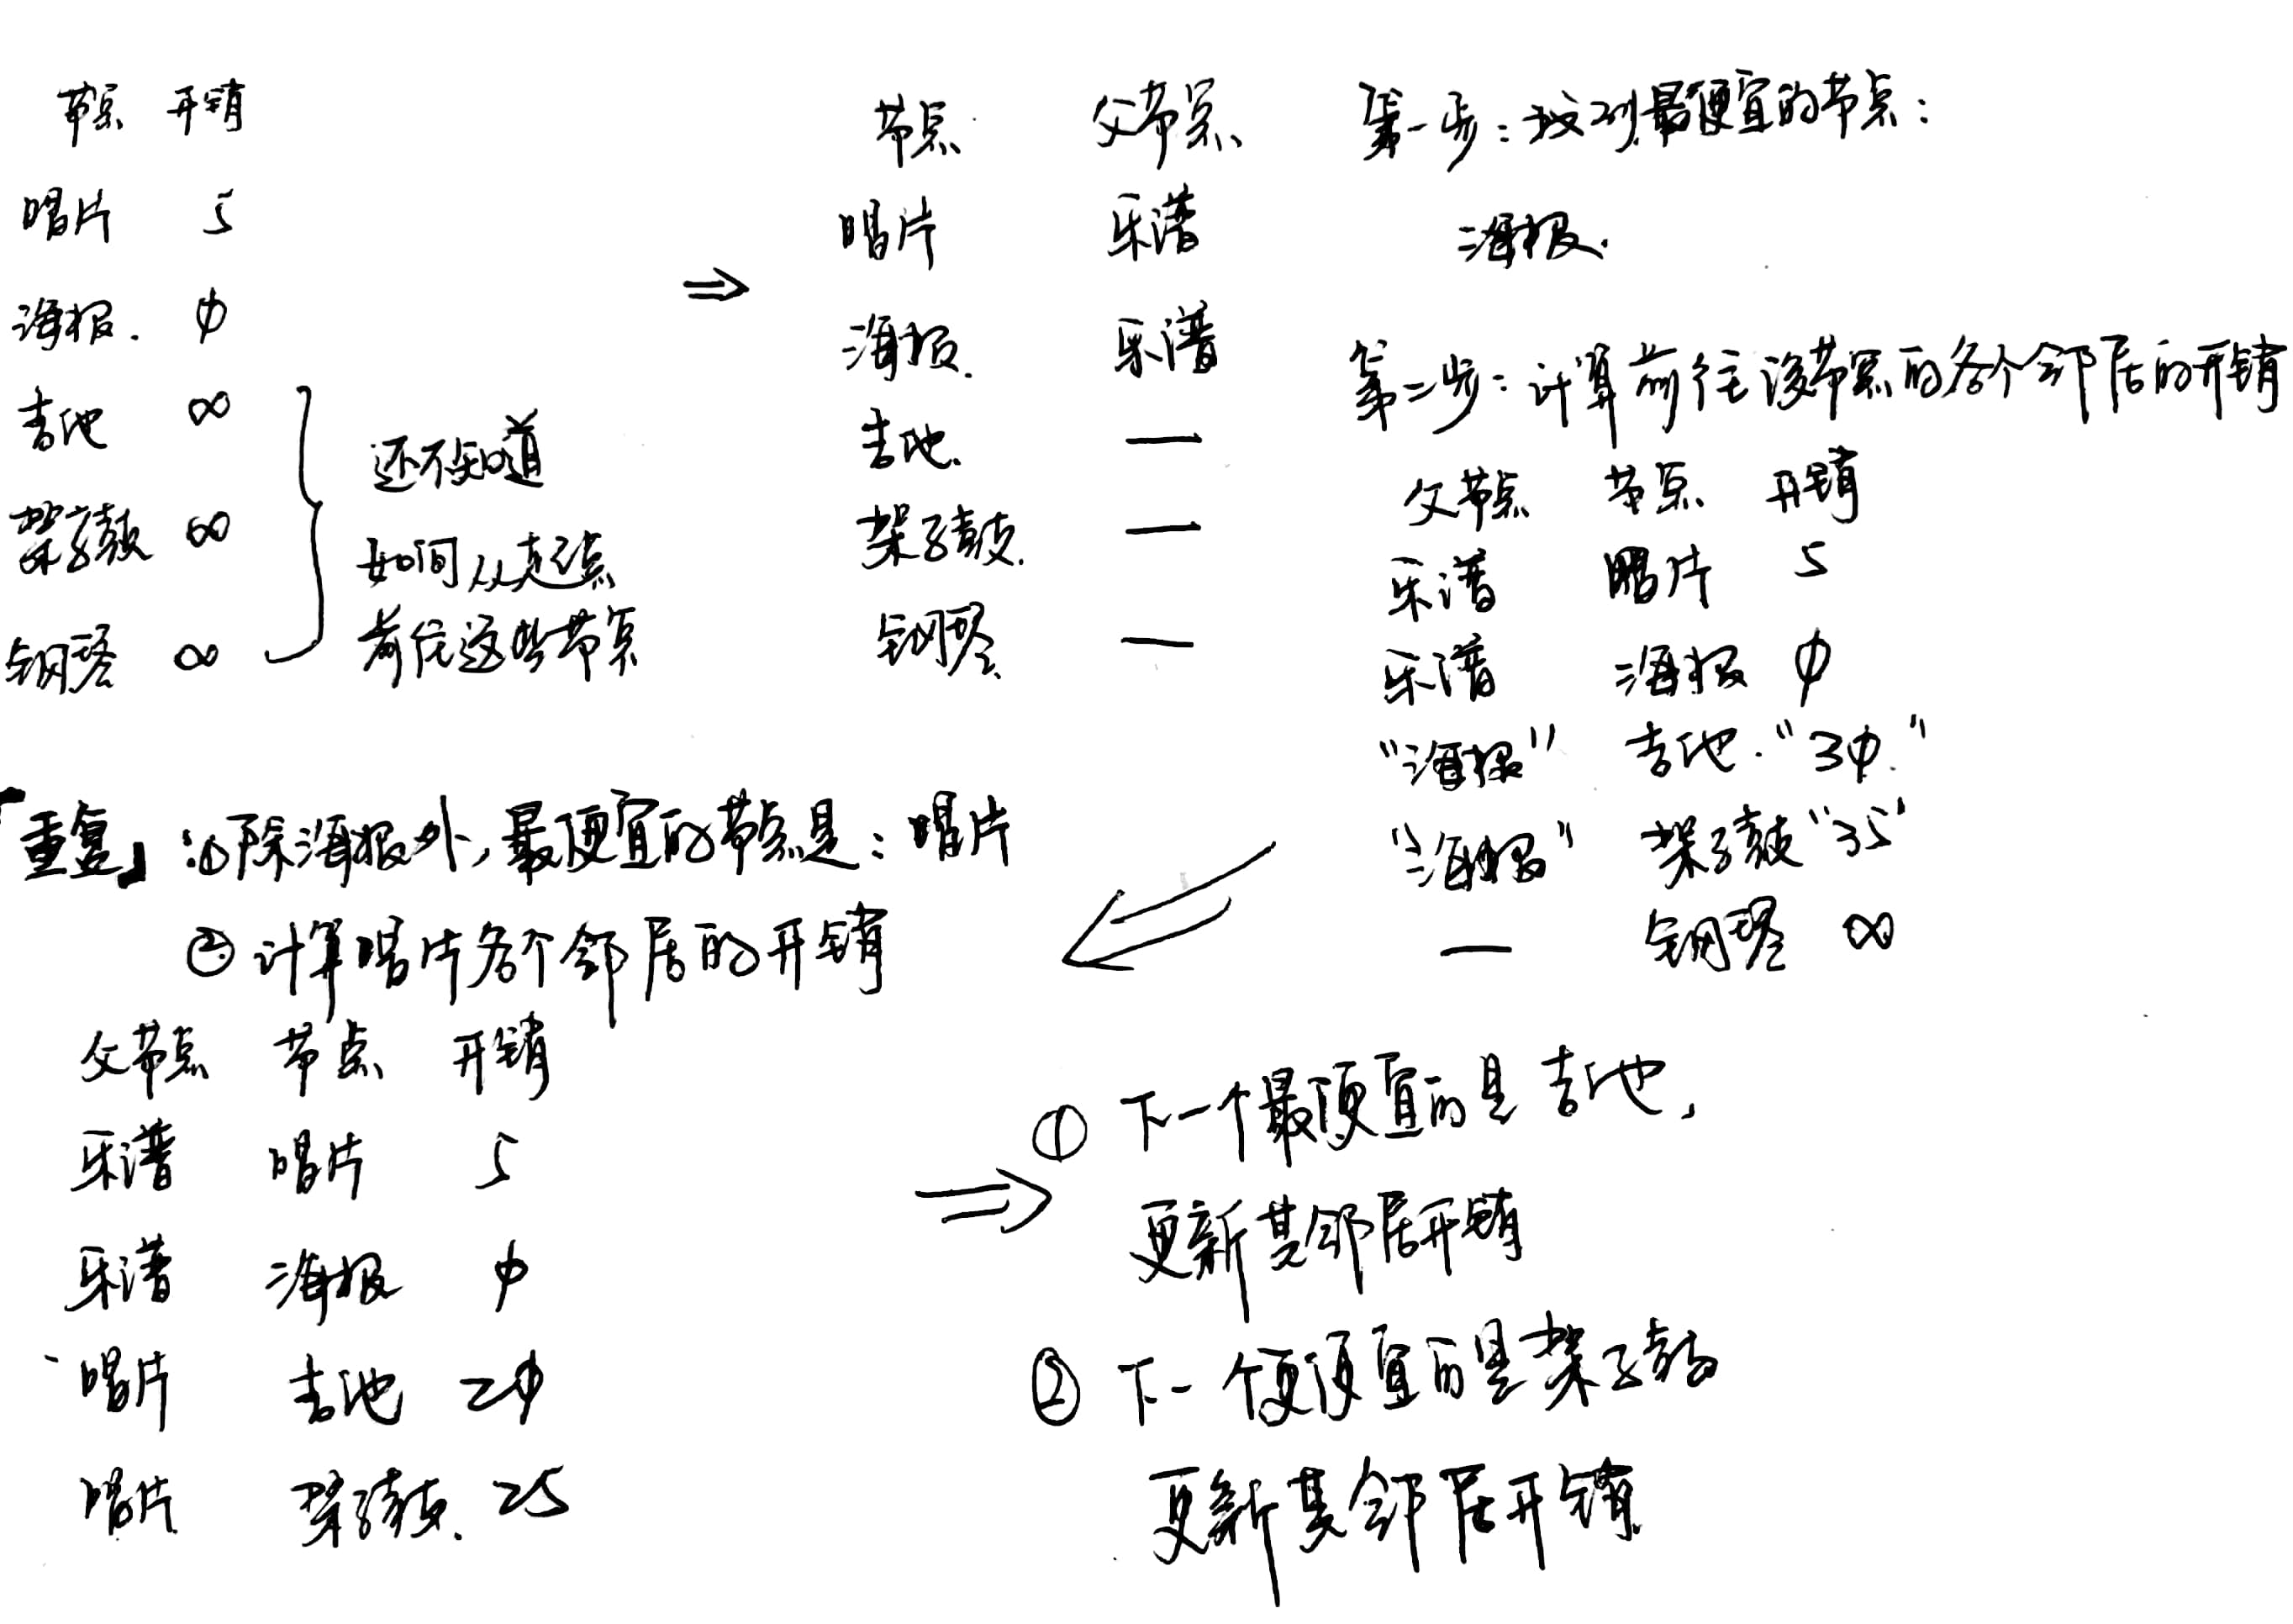 节点 开销
唱片 5
海报. φ
吉他 ∞
架子鼓 ∞
钢琴 ∞
还不知道
如何从起点
前往这些节点
⇒
节点 父节点
唱片 乐谱
海报. 乐谱
吉他. —
架子鼓. —
钢琴 —
第一步:找到最便宜的节点:
海报.
第二步:计算前往该节点的各个邻居的开销
父节点 节点 开销
乐谱 唱片 5
乐谱 海报 φ
"海报" 吉他. "3φ."
"海报" 架子鼓 "35"
— 钢琴 ∞
「重复」:①除海报外,最便宜的节点是:唱片
② 计算唱片各个邻居的开销
父节点 节点 开销
乐谱 唱片 5
乐谱 海报 φ
唱片 吉他 2φ
唱片 架子鼓. 25
⇒
① 下一个最便宜的是吉他,
更新其邻居开销
② 下一个便便宜的是架子鼓
更新其邻居开销